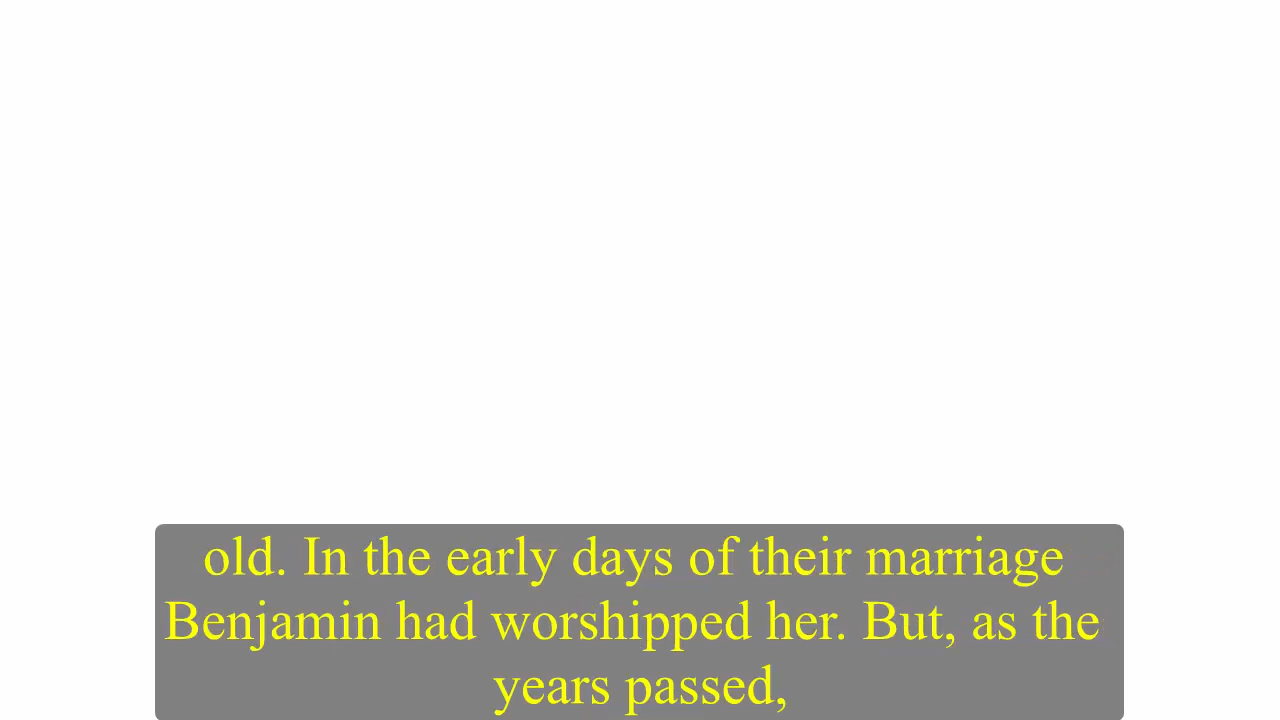 old. In the early days of their marriage
Benjamin had worshipped her. But, as the
years passed,